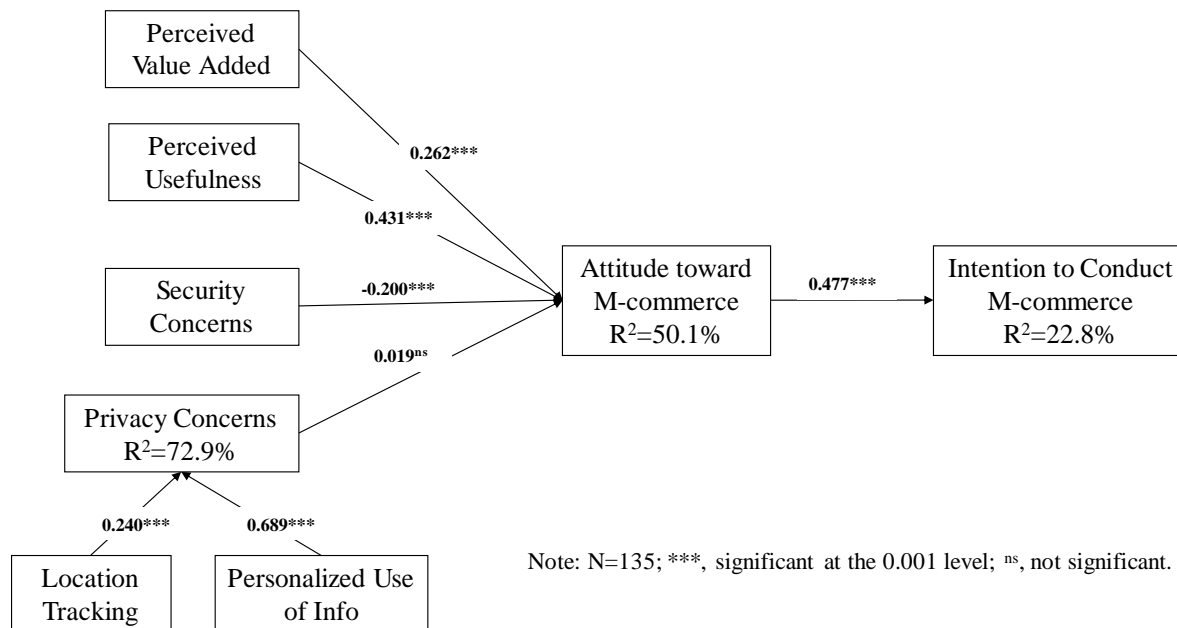 Perceived
Value Added
0.262***
Perceived
Usefulness
0.431***
Security
Concerns
-0.200***
Attitude toward
M-commerce
R²=50.1%
0.477***
Intention to Conduct
M-commerce
R²=22.8%
0.019ⁿˢ
Privacy Concerns
R²=72.9%
0.240***
0.689***
Location
Tracking
Personalized Use
of Info
Note: N=135; ***, significant at the 0.001 level; ⁿˢ, not significant.